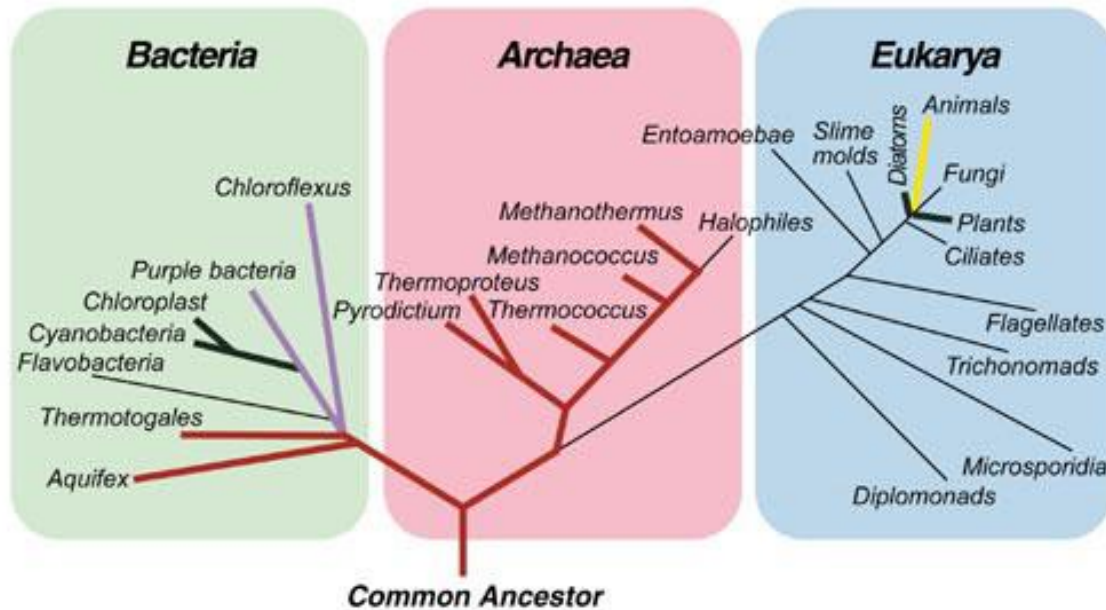 Bacteria
Archaea
Eukarya
Chloroflexus
Purple bacteria
Chloroplast
Cyanobacteria
Flavobacteria
Thermotogales
Aquifex
Methanothermus
Halophiles
Methanococcus
Thermoproteus
Pyrodictium
Thermococcus
Entoamoebae
Slime
molds
Diatoms
Animals
Fungi
Plants
Ciliates
Flagellates
Trichonomads
Microsporidia
Diplomonads
Common Ancestor